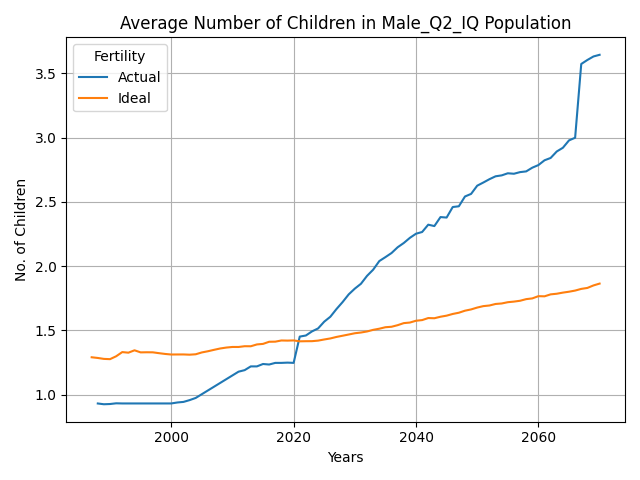 Average Number of Children in Male_Q2_IQ Population
Fertility
Actual
Ideal
No. of Children
3.5
3.0
2.5
2.0
1.5
1.0
2000
2020
2040
2060
Years